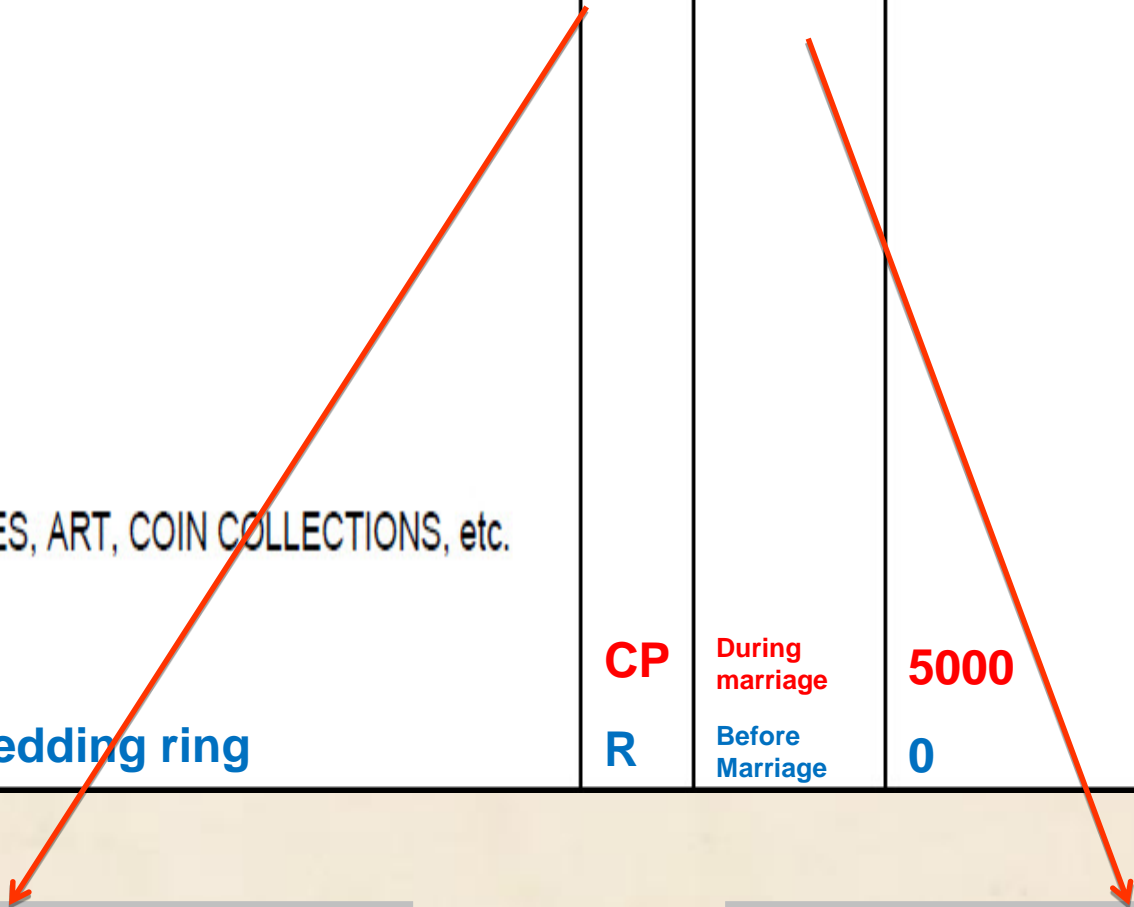 ES, ART, COIN COLLECTIONS, etc.
CP During marriage 5000
edding ring R Before Marriage 0